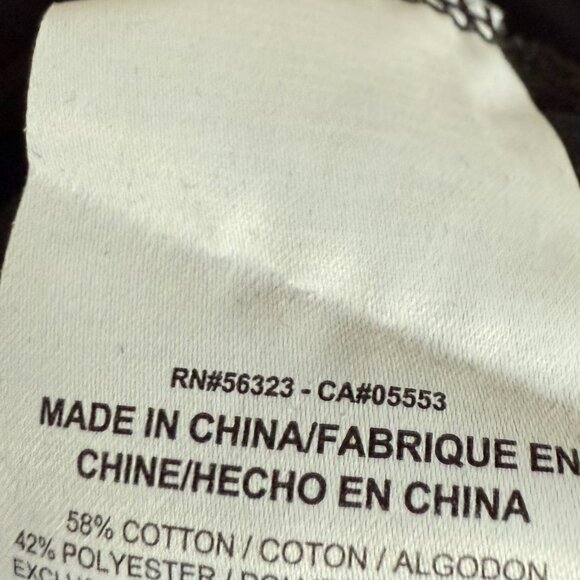 RN#56323 - CA#05553
MADE IN CHINA/FABRIQUE EN
CHINE/HECHO EN CHINA
58% COTTON / COTON / ALGODON
42% POLYESTER /